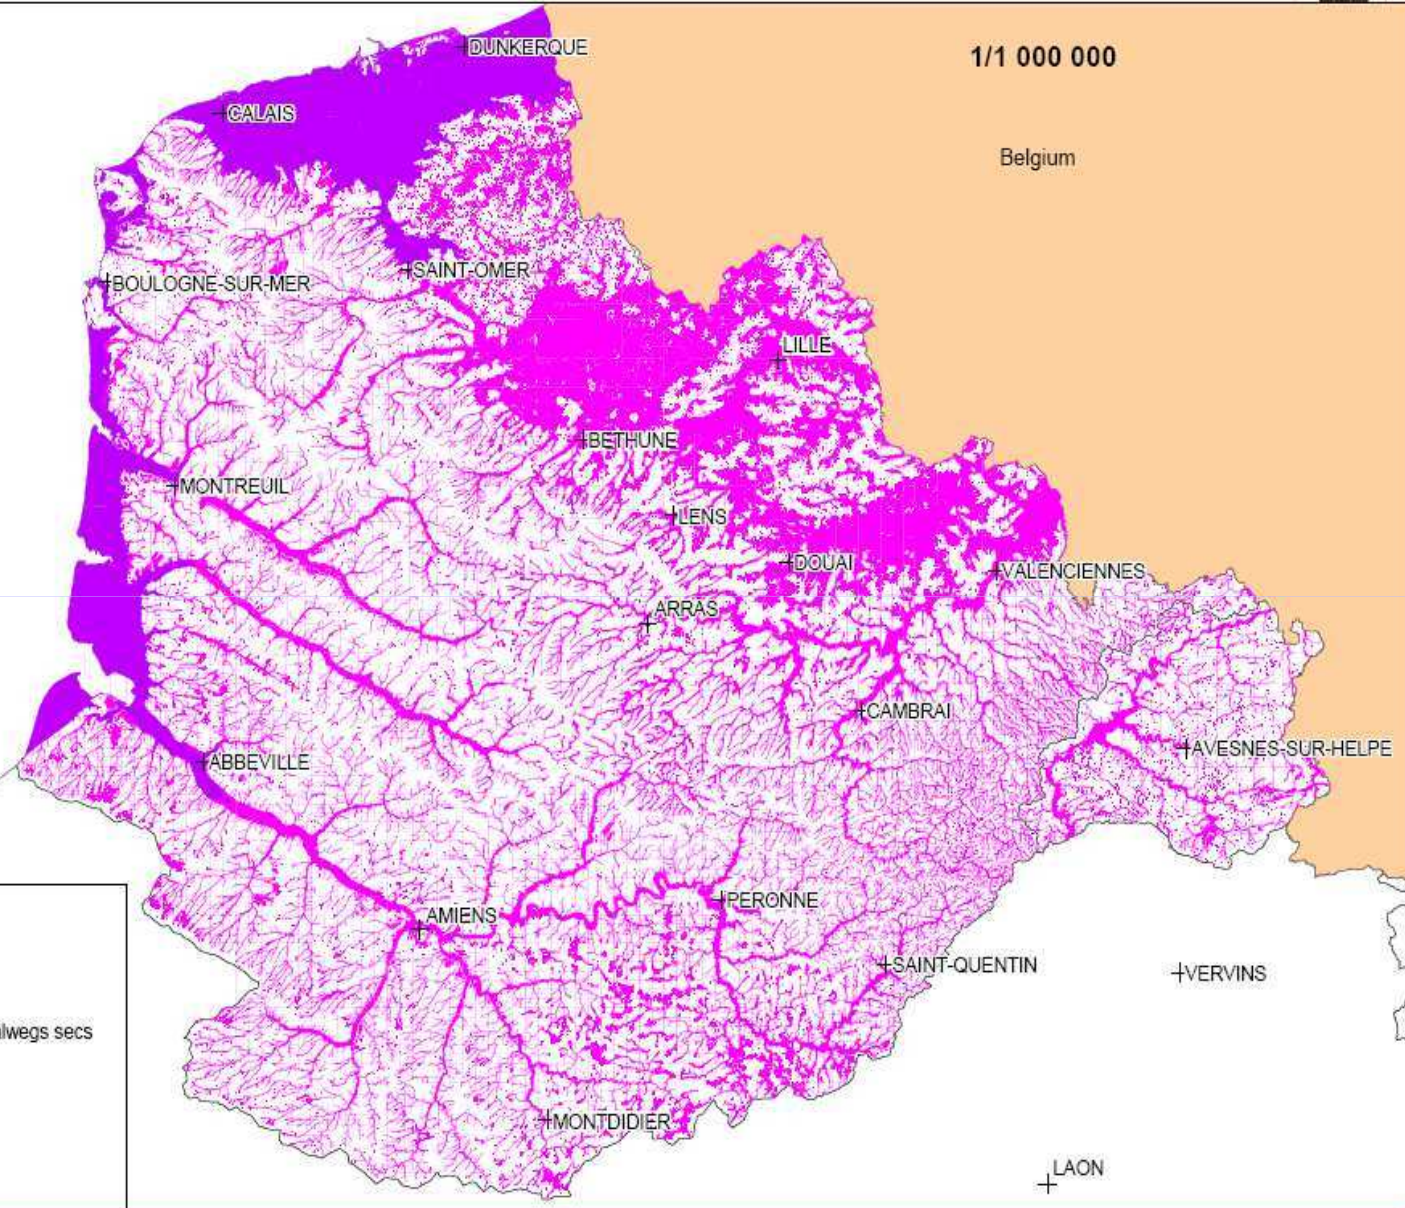 DUNKERQUE
1/1 000 000
CALAIS
Belgium
SAINT-OMER
BOULOGNE-SUR-MER
LILLE
BETHUNE
MONTREUIL
LENS
DOUAI
VALENCIENNES
ARRAS
CAMBRAI
AVESNES-SUR-HELPE
ABBEVILLE
PERONNE
AMIENS
SAINT-QUENTIN
VERVINS
secs
MONTDIDIER
LAON